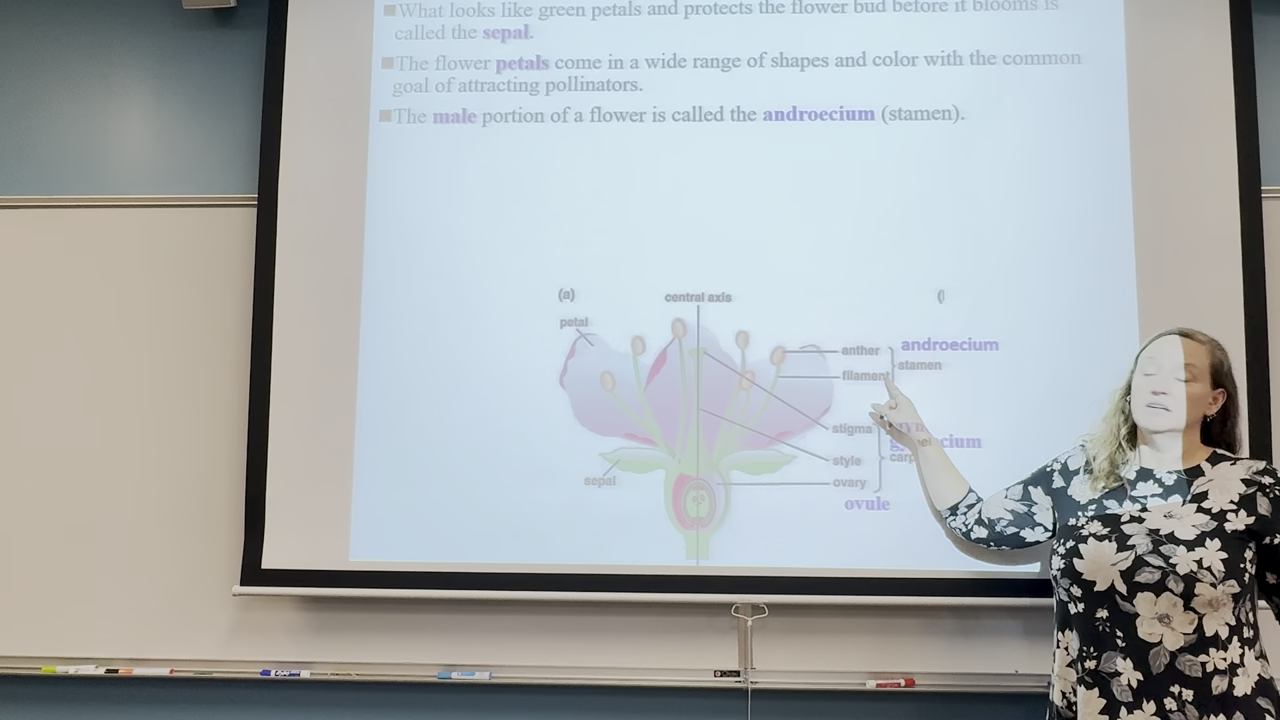 What looks like green petals and protects the flower bud before it blooms is
called the sepal.
The flower petals come in a wide range of shapes and color with the common
goal of attracting pollinators.
The male portion of a flower is called the androecium (stamen).
(a)
central axis
petal
anther
androecium
stamen
filament
stigma
style
sepal
ovary
ovule